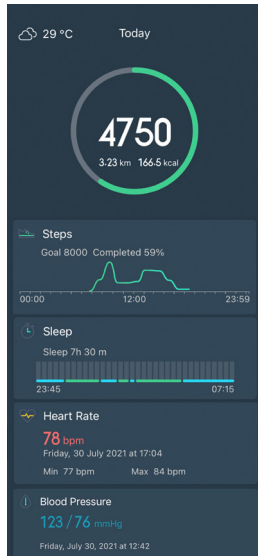 29 °C Today
4750
3.23 km 166.5 kcal
Steps
Goal 8000 Completed 59%
00:00 12:00 23:59
Sleep
Sleep 7h 30 m
23:45 07:15
Heart Rate
78 bpm
Friday, 30 July 2021 at 17:04
Min 77 bpm Max 84 bpm
Blood Pressure
123 / 76 mmHg
Friday, July 30, 2021 at 12:42